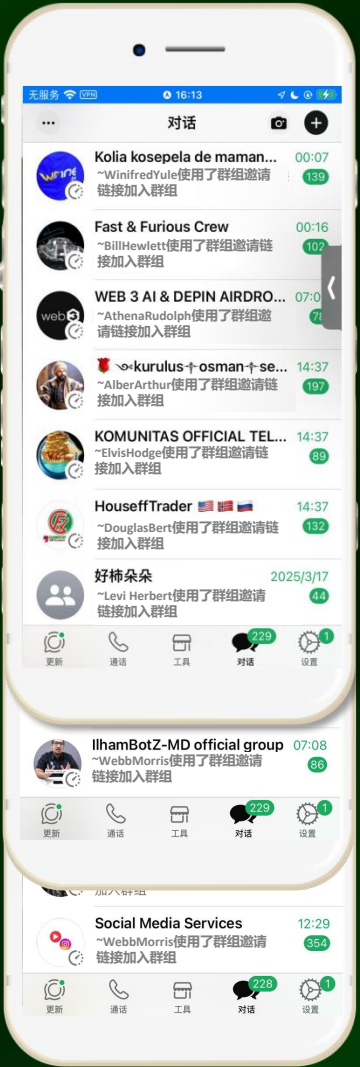 无服务 VPN 16:13
对话
Kolia kosepela de maman... 00:07
~WinifredYule使用了群组邀请 139
链接加入群组
Fast & Furious Crew 00:16
~BillHewlett使用了群组邀请链 102
接加入群组
WEB 3 AI & DEPIN AIRDRO... 07:0
~AthenaRudolph使用了群组邀 78
请链接加入群组
web3
🌹 ༺kurulus༒osman༒se... 14:37
~AlberArthur使用了群组邀请链 197
接加入群组
KOMUNITAS OFFICIAL TEL... 14:37
~ElvisHodge使用了群组邀请链 89
接加入群组
HouseffTrader 🇺🇸 🇳🇴 🇷🇺 14:37
~DouglasBert使用了群组邀请链 132
接加入群组
好柿朵朵 2025/3/17
~Levi Herbert使用了群组邀请 44
链接加入群组
229 1
更新 通话 工具 对话 设置
IlhamBotZ-MD official group 07:08
~WebbMorris使用了群组邀请 86
链接加入群组
229 1
更新 通话 工具 对话 设置
加入群组
Social Media Services 12:29
~WebbMorris使用了群组邀请 354
链接加入群组
228 1
更新 通话 工具 对话 设置